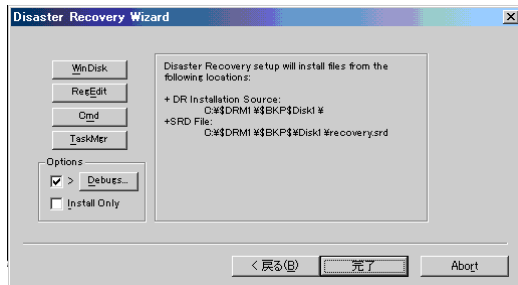 Disaster Recovery Wizard
WinDisk
RegEdit
Cmd
TaskMgr
Options
> Debugs...
Install Only
Disaster Recovery setup will install files from the
following locations:
+ DR Installation Source:
C:¥$DRM1 ¥$BKP$¥Disk1 ¥
+SRD File:
C:¥$DRM1 ¥$BKP$¥Disk1 ¥recovery.srd
< 戻る(B)
完了
Abort